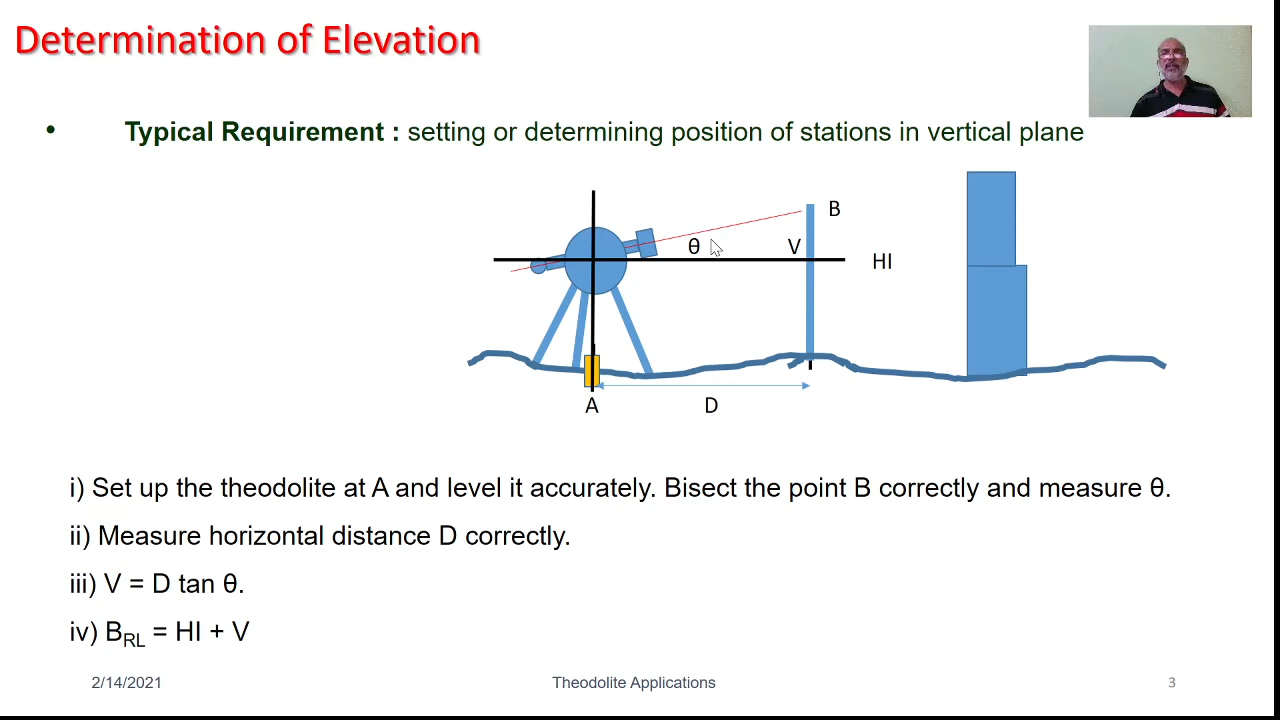 Determination of Elevation
• Typical Requirement : setting or determining position of stations in vertical plane
B
θ
V
HI
A
D
i) Set up the theodolite at A and level it accurately. Bisect the point B correctly and measure θ.
ii) Measure horizontal distance D correctly.
iii) V = D tan θ.
iv) BRL = HI + V
2/14/2021
Theodolite Applications
3